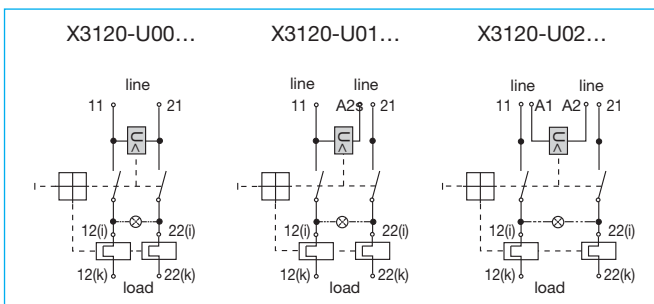 X3120-U00... X3120-U01... X3120-U02...
line line line line line
11 21 11 A2s 21 11 A1 A2 21
U< U< U<
12(i) 22(i) 12(i) 22(i) 12(i) 22(i)
12(k) 22(k) 12(k) 22(k) 12(k) 22(k)
load load load